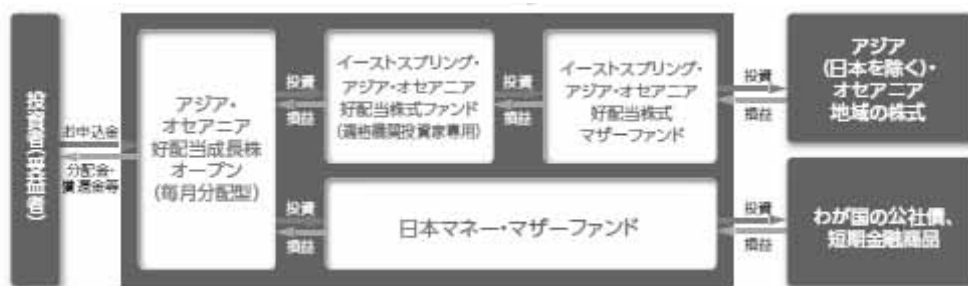 投資者(受益者)
お申込金
分配金・
償還金等
アジア・
オセアニア
好配当成長株
オープン
(毎月分配型)
投資
損益
イーストスプリング・
アジア・オセアニア
好配当株式ファンド
(適格機関投資家専用)
投資
損益
イーストスプリング・
アジア・オセアニア
好配当株式
マザーファンド
投資
損益
アジア
(日本を除く)・
オセアニア
地域の株式
投資
損益
日本マネー・マザーファンド
投資
損益
わが国の公社債、
短期金融商品